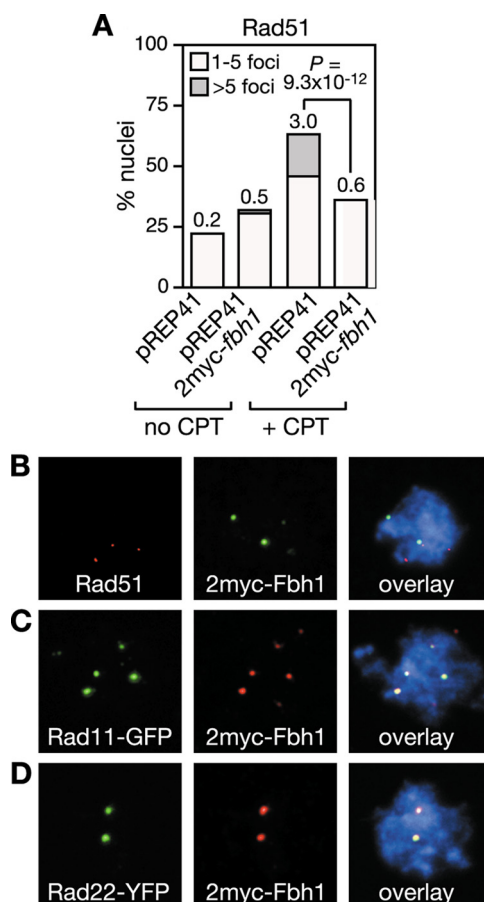 A
Rad51
100
75
50
25
0
% nuclei
1-5 foci
>5 foci
P =
9.3x10⁻¹²
0.2
0.5
3.0
0.6
pREP41
pREP41
2myc-fbh1
pREP41
pREP41
2myc-fbh1
no CPT
+ CPT
B
Rad51
2myc-Fbh1
overlay
C
Rad11-GFP
2myc-Fbh1
overlay
D
Rad22-YFP
2myc-Fbh1
overlay